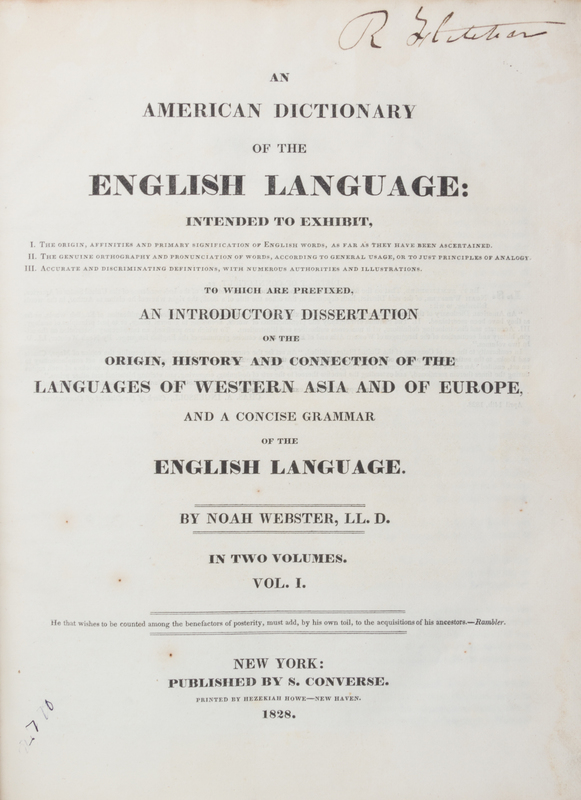 R Fletcher
AN
AMERICAN DICTIONARY
OF THE
ENGLISH LANGUAGE:
INTENDED TO EXHIBIT,
I. THE ORIGIN, AFFINITIES AND PRIMARY SIGNIFICATION OF ENGLISH WORDS, AS FAR AS THEY HAVE BEEN ASCERTAINED.
II. THE GENUINE ORTHOGRAPHY AND PRONUNCIATION OF WORDS, ACCORDING TO GENERAL USAGE, OR TO JUST PRINCIPLES OF ANALOGY.
III. ACCURATE AND DISCRIMINATING DEFINITIONS, WITH NUMEROUS AUTHORITIES AND ILLUSTRATIONS.
TO WHICH ARE PREFIXED,
AN INTRODUCTORY DISSERTATION
ON THE
ORIGIN, HISTORY AND CONNECTION OF THE
LANGUAGES OF WESTERN ASIA AND OF EUROPE,
AND A CONCISE GRAMMAR
OF THE
ENGLISH LANGUAGE.
BY NOAH WEBSTER, LL. D.
IN TWO VOLUMES.
VOL. I.
He that wishes to be counted among the benefactors of posterity, must add, by his own toil, to the acquisitions of his ancestors.—Rambler.
NEW YORK:
PUBLISHED BY S. CONVERSE.
PRINTED BY HEZEKIAH HOWE—NEW HAVEN.
1828.